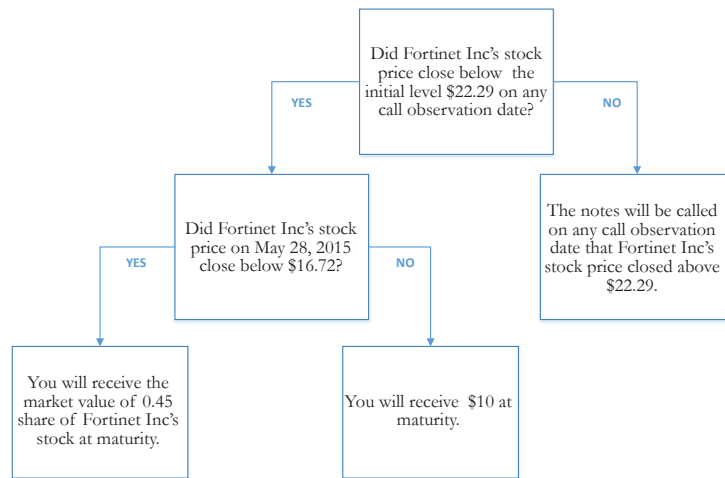 Did Fortinet Inc's stock
price close below the
initial level $22.29 on any
call observation date?
YES
NO
Did Fortinet Inc's stock
price on May 28, 2015
close below $16.72?
The notes will be called
on any call observation
date that Fortinet Inc's
stock price closed above
$22.29.
YES
NO
You will receive the
market value of 0.45
share of Fortinet Inc's
stock at maturity.
You will receive $10 at
maturity.